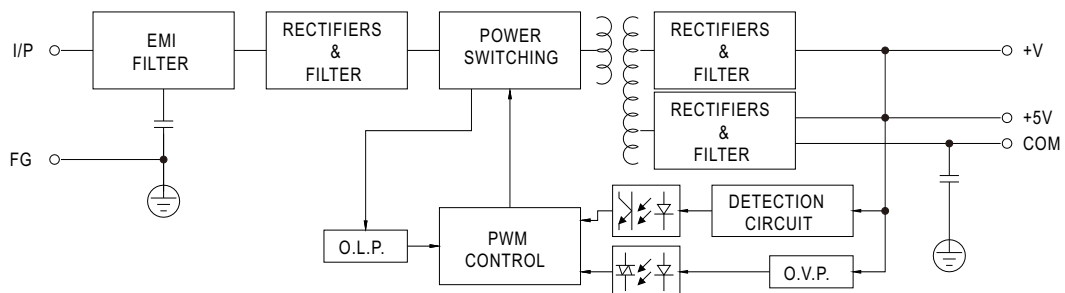 I/P
EMI
FILTER
RECTIFIERS
&
FILTER
POWER
SWITCHING
RECTIFIERS
&
FILTER
+V
RECTIFIERS
&
FILTER
+5V
COM
FG
DETECTION
CIRCUIT
O.L.P.
PWM
CONTROL
O.V.P.